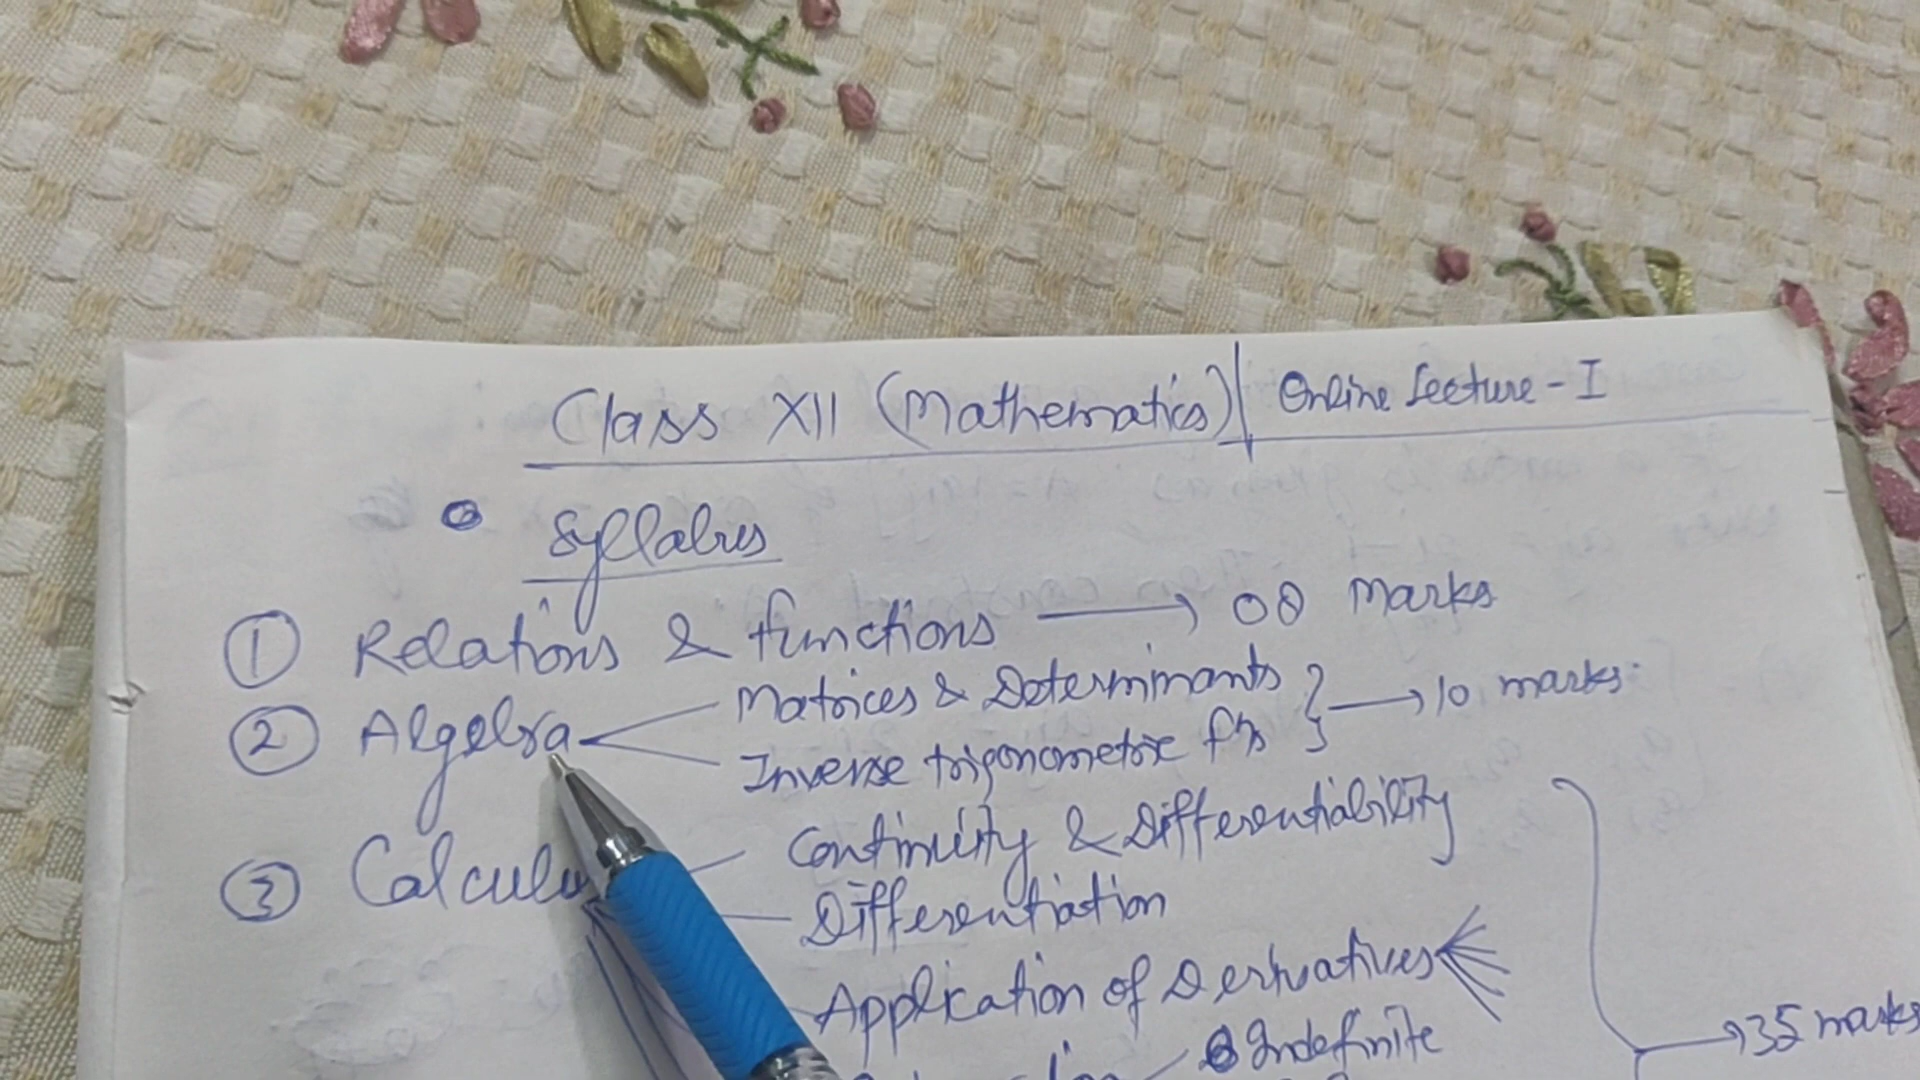 Class XII (Mathematics) | Online Lecture - I
Syllabus
① Relations & functions → 08 Marks
② Algebra
Matrices & Determinants
Inverse trigonometric fns } → 10 marks.
③ Calculus
Continuity & Differentiability
Differentiation
Application of Derivatives
Indefinite
→ 35 marks